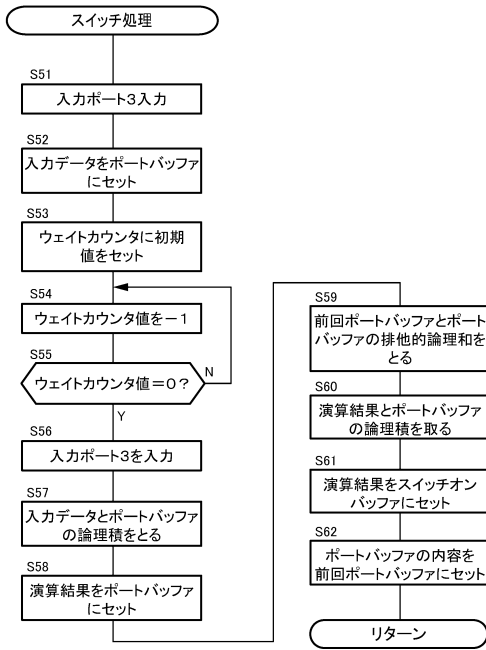 スイッチ処理
S51
入力ポート3入力
S52
入力データをポートバッファ
にセット
S53
ウェイトカウンタに初期
値をセット
S54
ウェイトカウンタ値を－1
S55
ウェイトカウンタ値＝0？
N
Y
S56
入力ポート3を入力
S57
入力データとポートバッファ
の論理積をとる
S58
演算結果をポートバッファ
にセット
S59
前回ポートバッファとポート
バッファの排他的論理和を
とる
S60
演算結果とポートバッファ
の論理積を取る
S61
演算結果をスイッチオン
バッファにセット
S62
ポートバッファの内容を
前回ポートバッファにセット
リターン